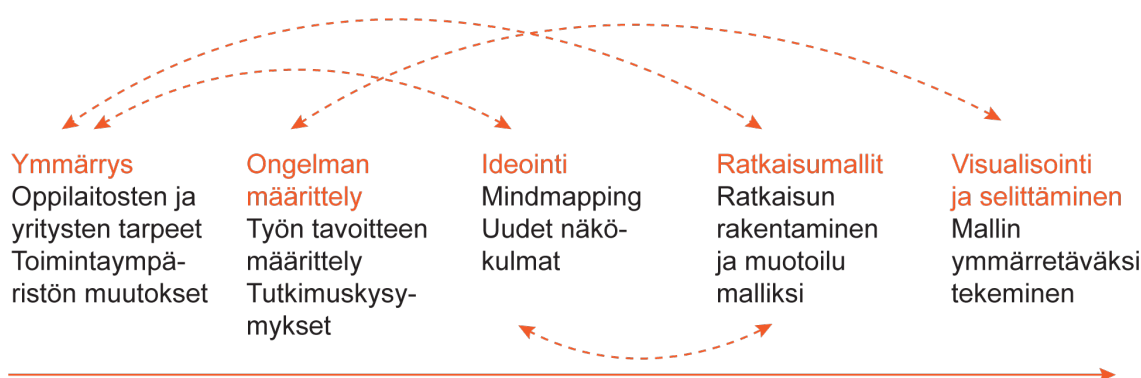 Ymmärrys
Oppilaitosten ja
yritysten tarpeet
Toimintaympä-
ristön muutokset
Ongelman
määrittely
Työn tavoitteen
määrittely
Tutkimuskysy-
mykset
Ideointi
Mindmapping
Uudet näkö-
kulmat
Ratkaisumallit
Ratkaisun
rakentaminen
ja muotoilu
malliksi
Visualisointi
ja selittäminen
Mallin
ymmärretäväksi
tekeminen